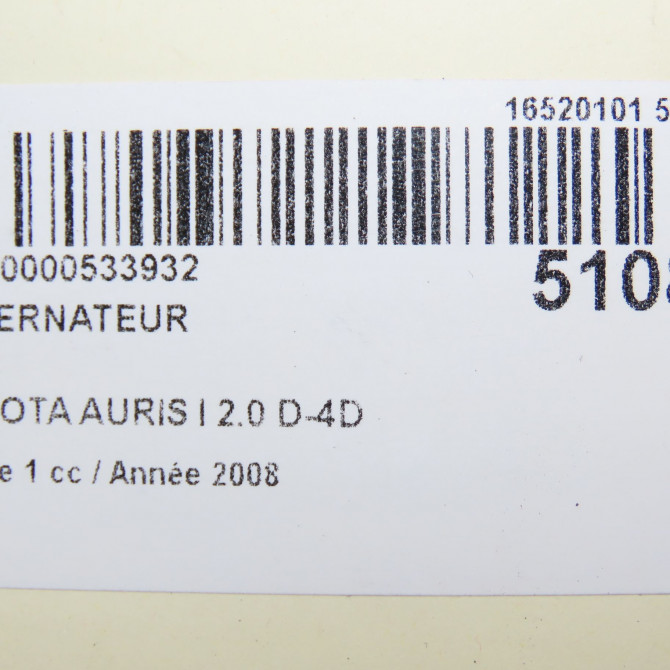 16520101 5
0000533932
510
ERNATEUR
OTA AURIS I 2.0 D-4D
e 1 cc / Année 2008